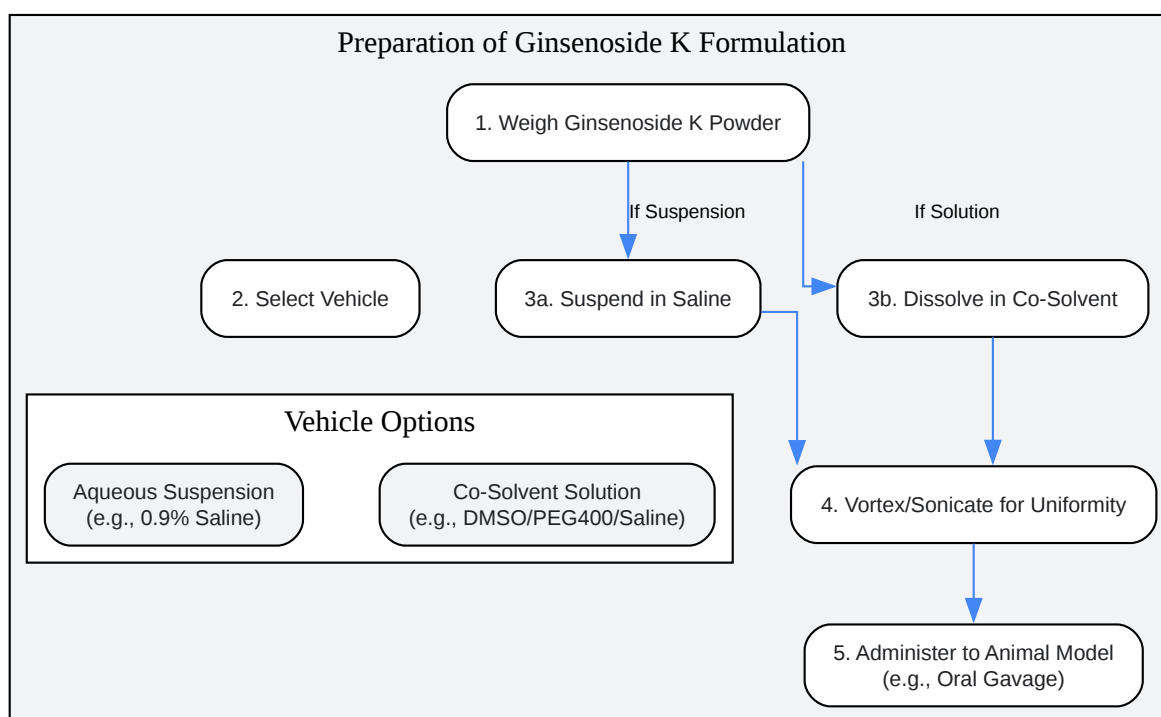 Preparation of Ginsenoside K Formulation
1. Weigh Ginsenoside K Powder
If Suspension
If Solution
2. Select Vehicle
3a. Suspend in Saline
3b. Dissolve in Co-Solvent
Vehicle Options
Aqueous Suspension
(e.g., 0.9% Saline)
Co-Solvent Solution
(e.g., DMSO/PEG400/Saline)
4. Vortex/Sonicate for Uniformity
5. Administer to Animal Model
(e.g., Oral Gavage)